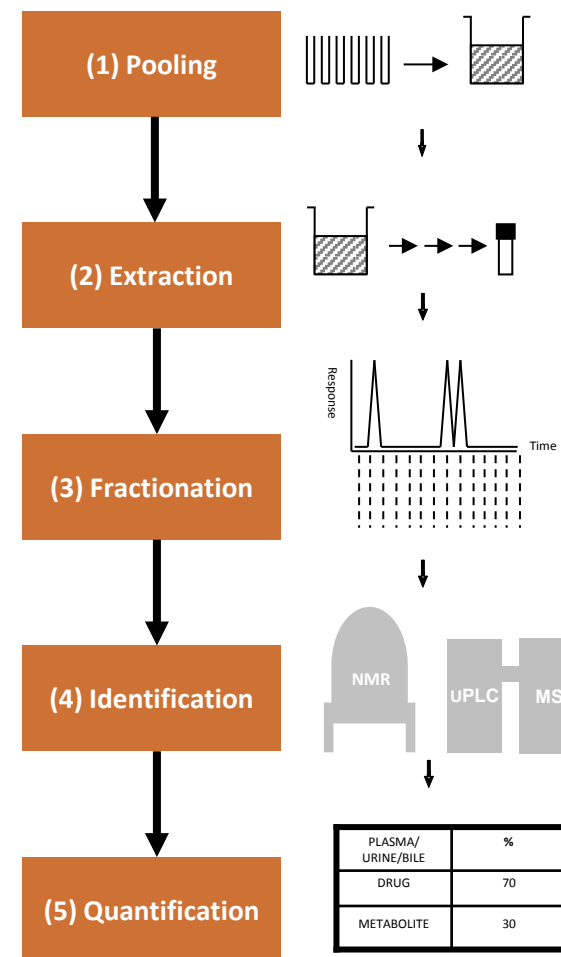 (1) Pooling
(2) Extraction
Response
Time
(3) Fractionation
(4) Identification
NMR
UPLC
MS
PLASMA/
URINE/BILE
%
DRUG
70
METABOLITE
30
(5) Quantification